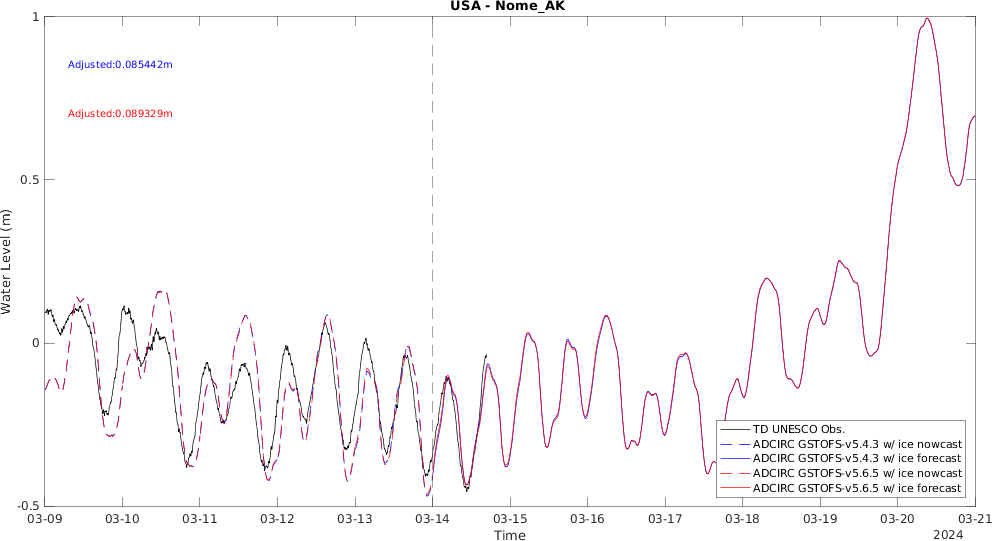 USA - Nome_AK
Adjusted:0.085442m
Adjusted:0.089329m
Water Level (m)
1
0.5
0
-0.5
TD UNESCO Obs.
ADCIRC GSTOFS-v5.4.3 w/ ice nowcast
ADCIRC GSTOFS-v5.4.3 w/ ice forecast
ADCIRC GSTOFS-v5.6.5 w/ ice nowcast
ADCIRC GSTOFS-v5.6.5 w/ ice forecast
03-09 03-10 03-11 03-12 03-13 03-14 03-15 03-16 03-17 03-18 03-19 03-20 03-21
Time
2024